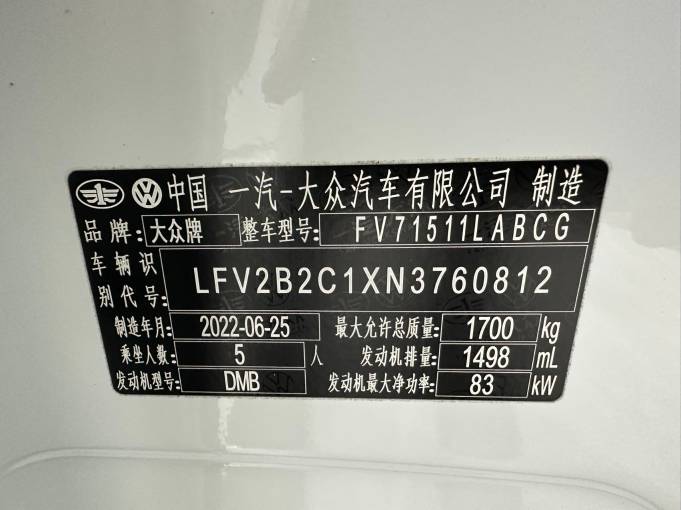 中国 一汽-大众汽车有限公司 制造
品牌: 大众牌 整车型号: FV71511LABCG
车辆识别代号: LFV2B2C1XN3760812
制造年月: 2022-06-25 最大允许总质量: 1700 kg
乘坐人数: 5 人 发动机排量: 1498 mL
发动机型号: DMB 发动机最大净功率: 83 kW